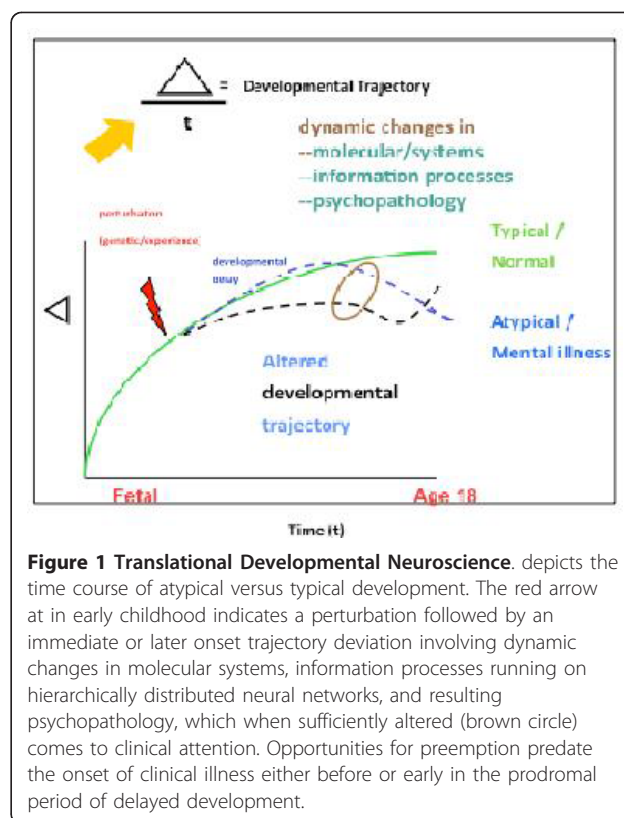 = Developmental Trajectory
t
dynamic changes in
--molecular/systems
--information processes
--psychopathology
perturbation
(genetic/experience)
developmental
delay
Typical /
Normal
Atypical /
Mental illness
Altered
developmental
trajectory
Fetal
Age 18
Time(t)
Figure 1 Translational Developmental Neuroscience. depicts the
time course of atypical versus typical development. The red arrow
at in early childhood indicates a perturbation followed by an
immediate or later onset trajectory deviation involving dynamic
changes in molecular systems, information processes running on
hierarchically distributed neural networks, and resulting
psychopathology, which when sufficiently altered (brown circle)
comes to clinical attention. Opportunities for preemption predate
the onset of clinical illness either before or early in the prodromal
period of delayed development.